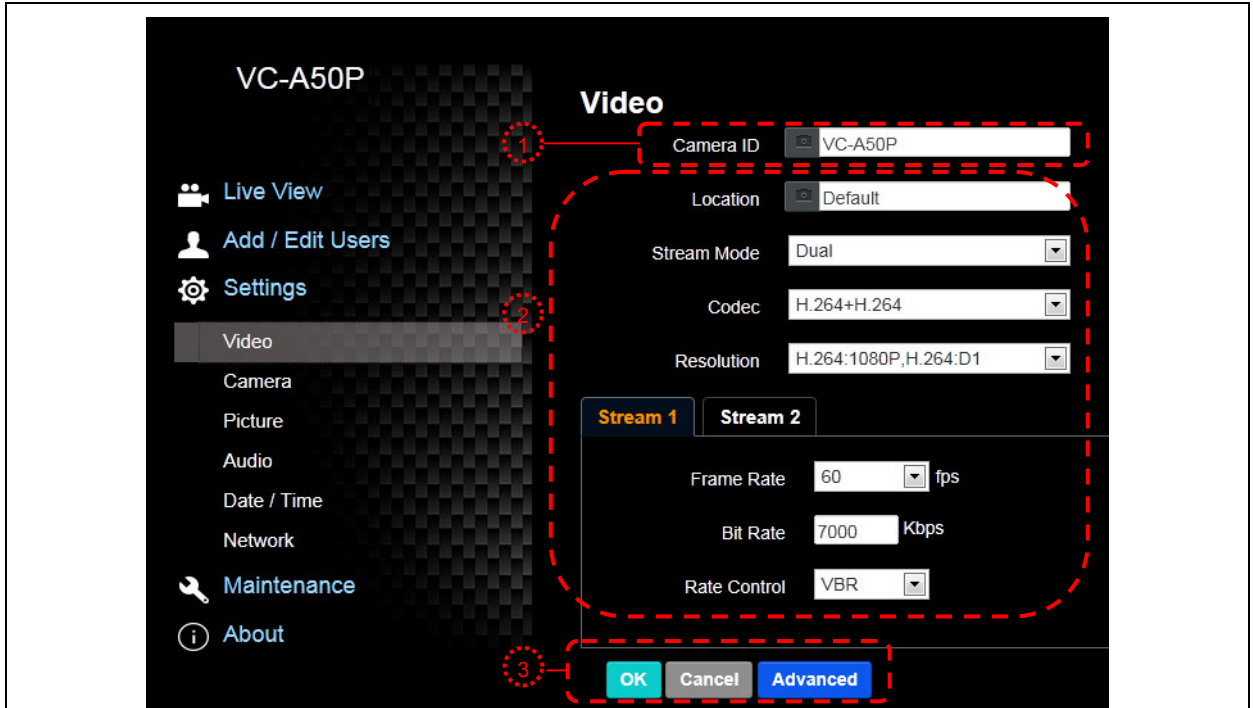 VC-A50P
Live View
Add / Edit Users
Settings
Video
Camera
Picture
Audio
Date / Time
Network
Maintenance
About
Video
1
Camera ID VC-A50P
2
Location Default
Stream Mode Dual
Codec H.264+H.264
Resolution H.264:1080P,H.264:D1
Stream 1 Stream 2
Frame Rate 60 fps
Bit Rate 7000 Kbps
Rate Control VBR
3
OK Cancel Advanced